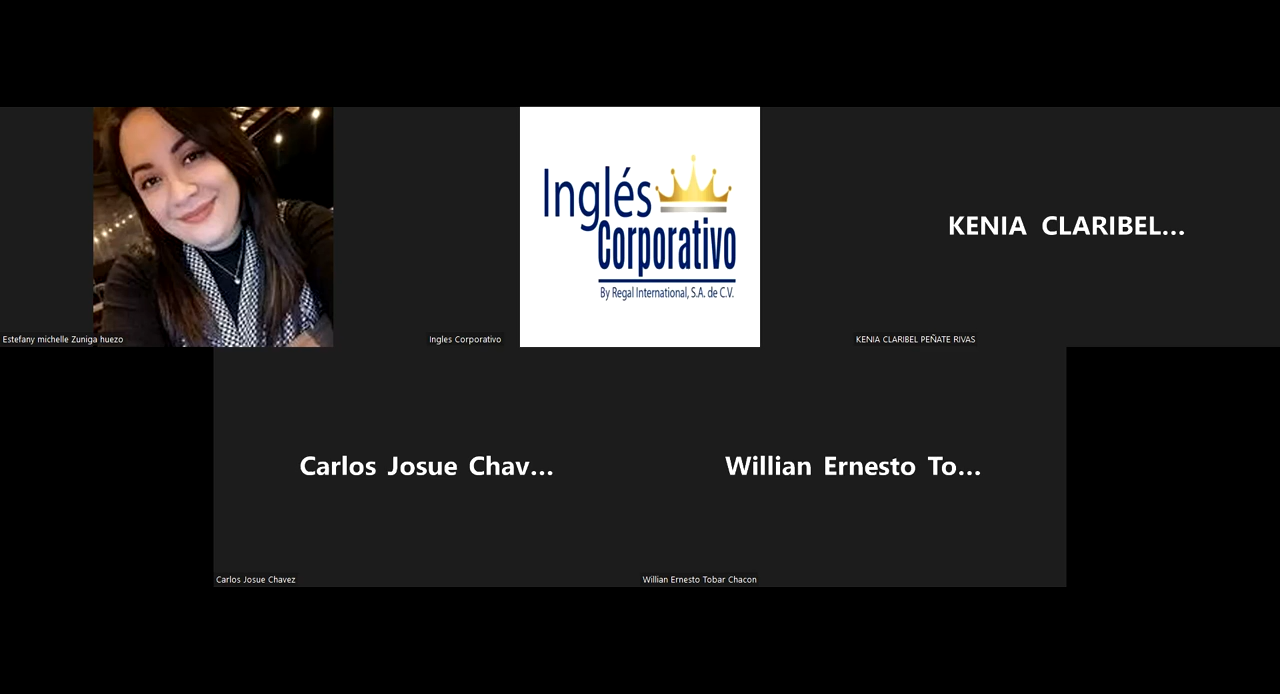 Inglés
Corporativo
By Regal International, S.A. de C.V.
KENIA CLARIBEL...
Estefany michelle Zuniga huezo
Ingles Corporativo
KENIA CLARIBEL PEÑATE RIVAS
Carlos Josue Chav...
Willian Ernesto To...
Carlos Josue Chavez
Willian Ernesto Tobar Chacon